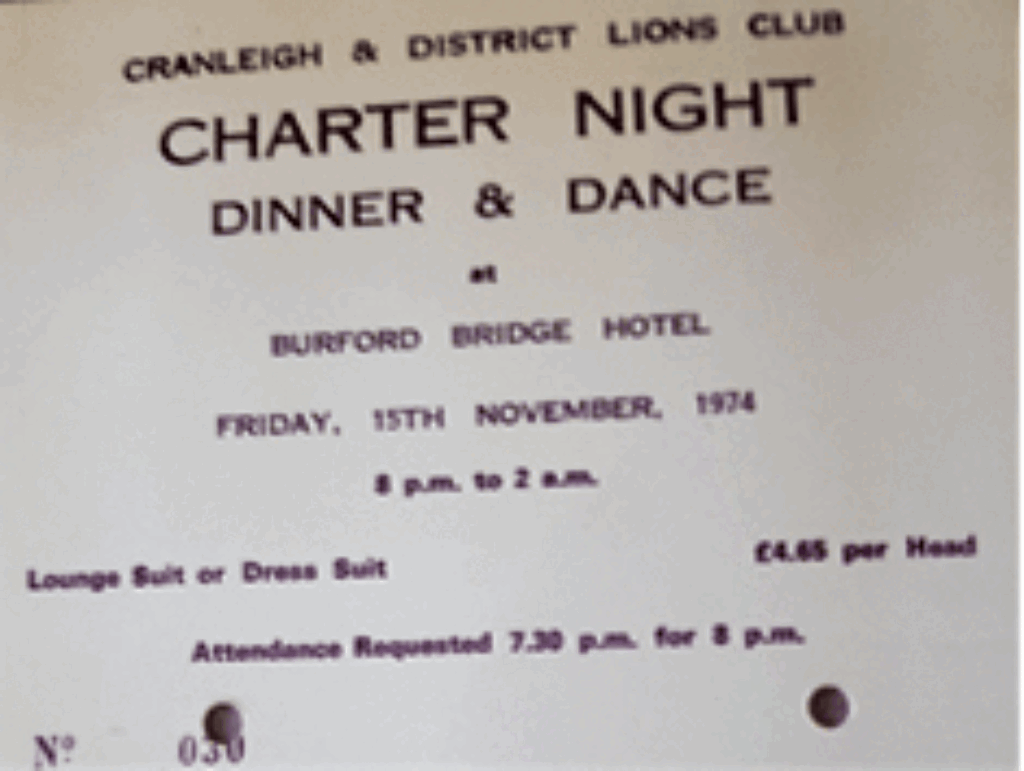 CRANLEIGH & DISTRICT LIONS CLUB
CHARTER NIGHT
DINNER & DANCE
at
BURFORD BRIDGE HOTEL
FRIDAY, 15TH NOVEMBER, 1974
8 p.m. to 2 a.m.
Lounge Suit or Dress Suit £4.65 per Head
Attendance Requested 7.30 p.m. for 8 p.m.
Nº 030